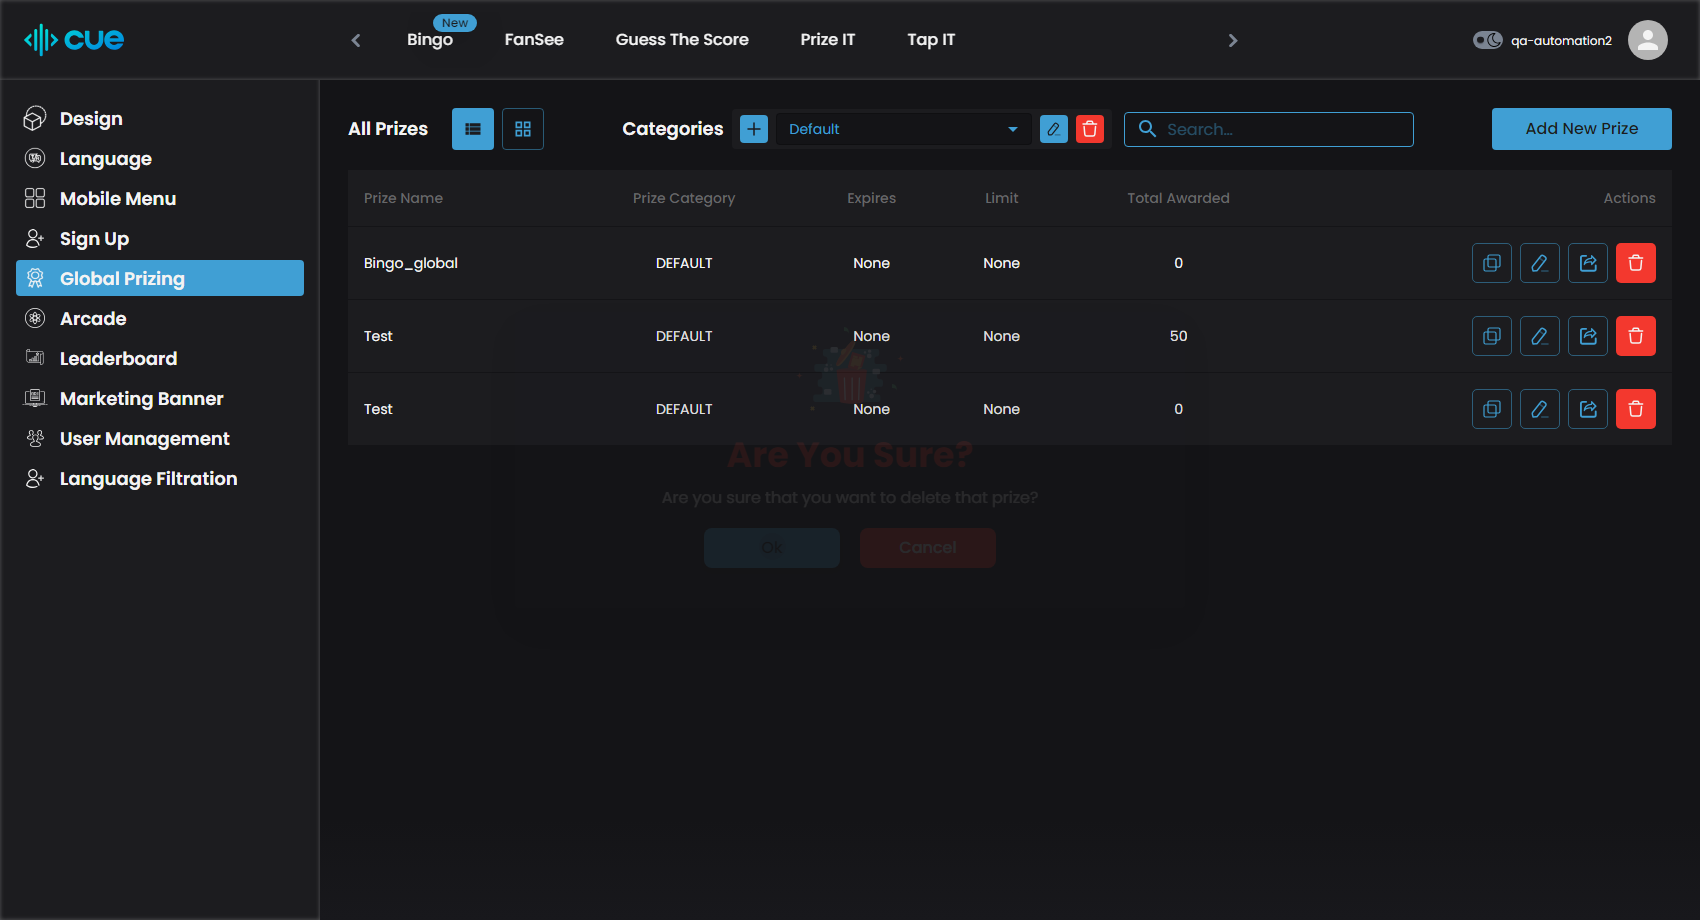 cue
Bingo
New
FanSee
Guess The Score
Prize IT
Tap IT
qa-automation2
Design
Language
Mobile Menu
Sign Up
Global Prizing
Arcade
Leaderboard
Marketing Banner
User Management
Language Filtration
All Prizes
Categories
Default
Search...
Add New Prize
Prize Name Prize Category Expires Limit Total Awarded Actions
Bingo_global DEFAULT None None 0
Test DEFAULT None None 50
Test DEFAULT None None 0
Are You Sure?
Are you sure that you want to delete that prize?
Ok
Cancel